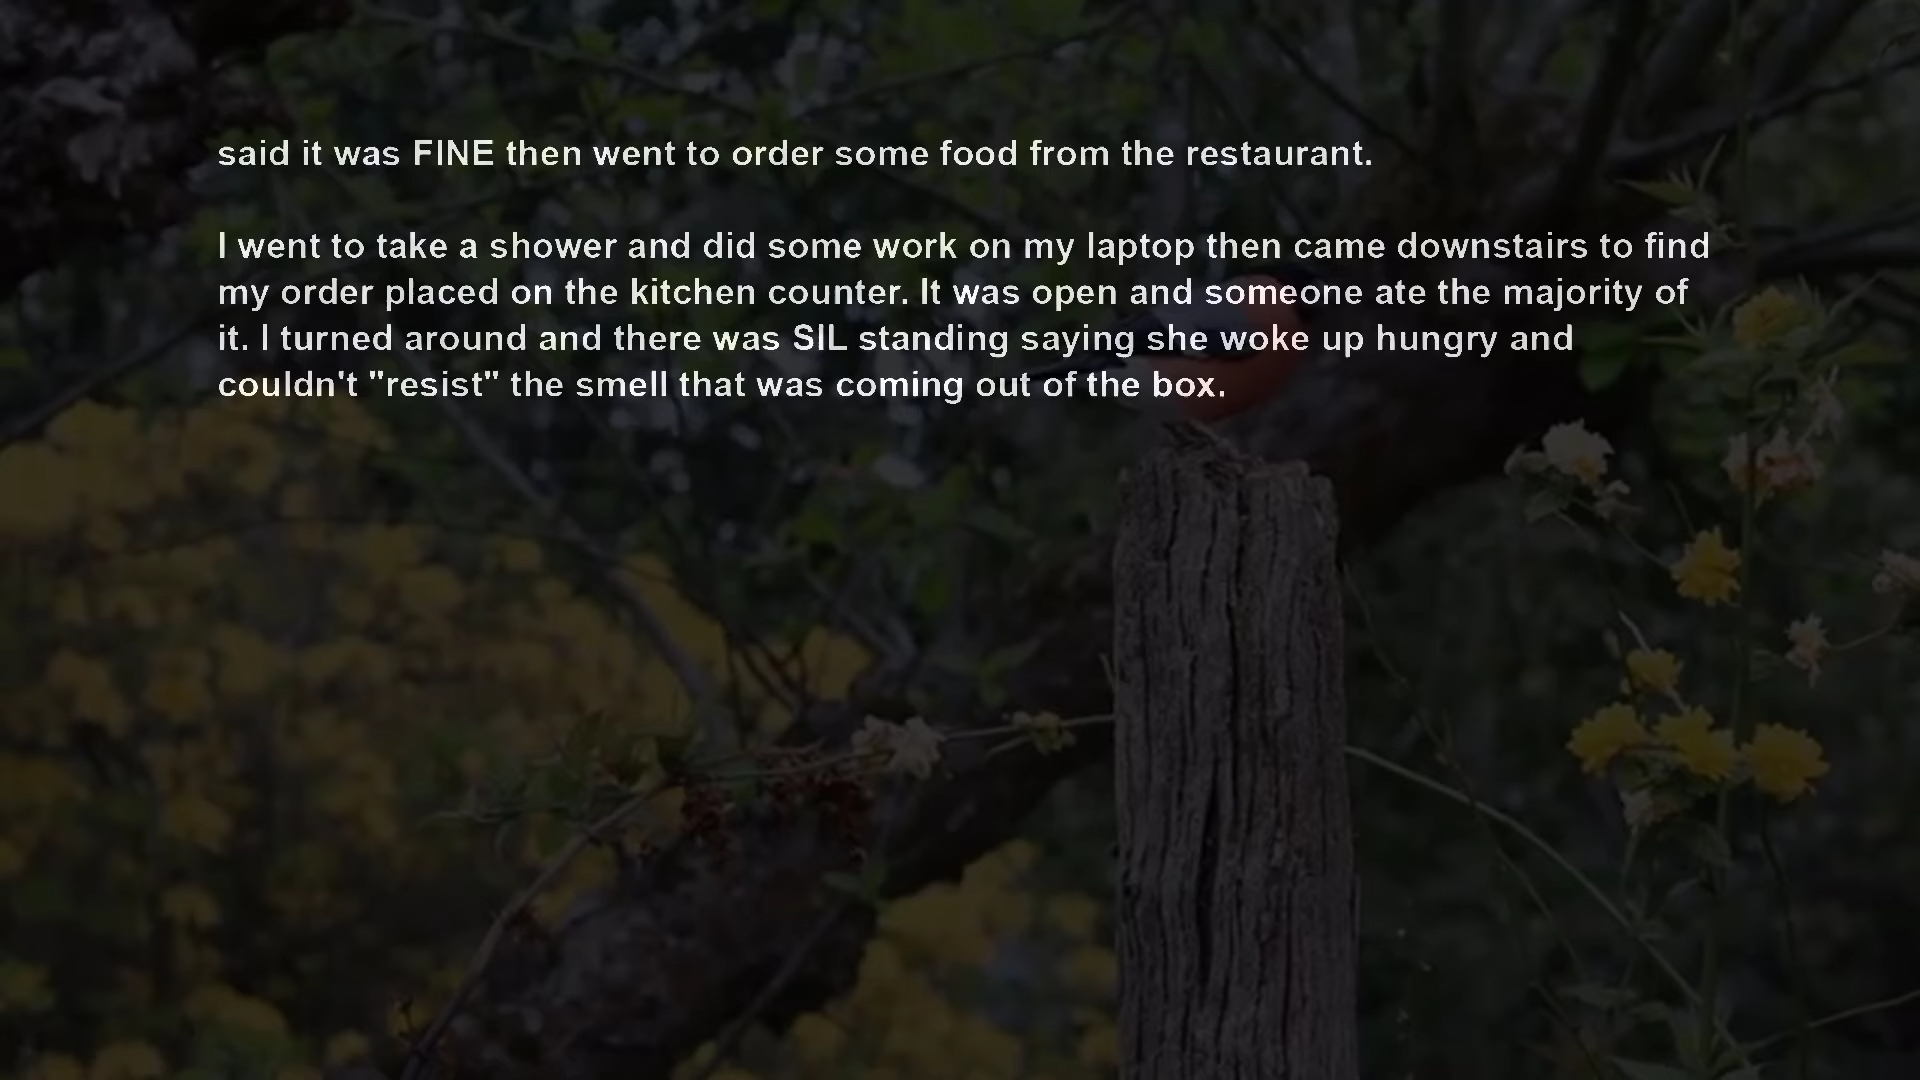 said it was FINE then went to order some food from the restaurant.
I went to take a shower and did some work on my laptop then came downstairs to find
my order placed on the kitchen counter. It was open and someone ate the majority of
it. I turned around and there was SIL standing saying she woke up hungry and
couldn't "resist" the smell that was coming out of the box.